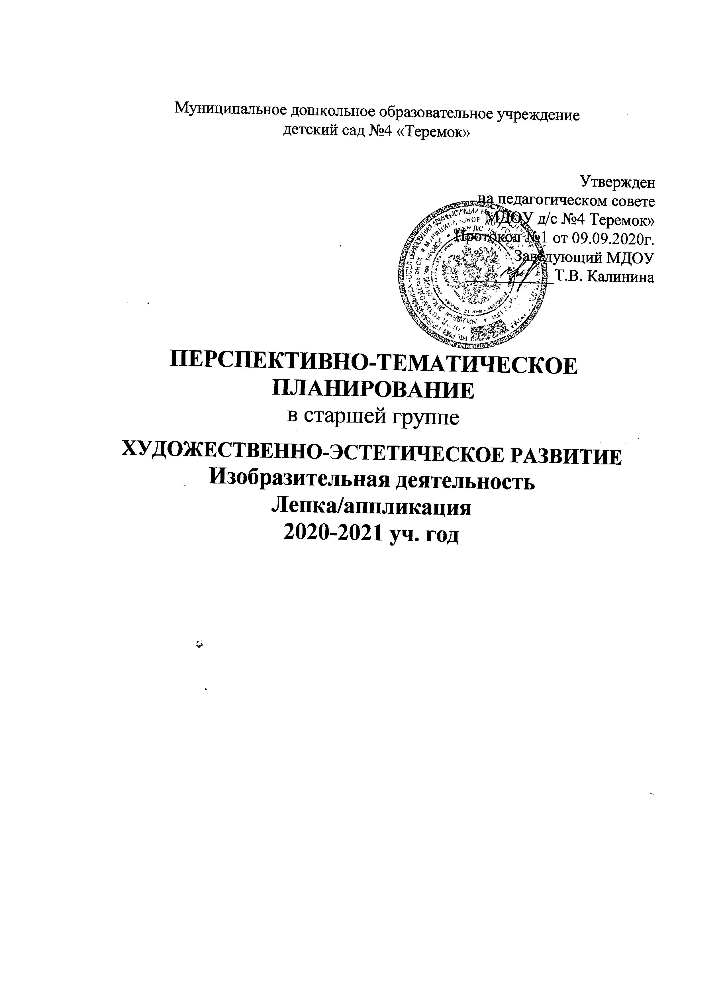 Муниципальное дошкольное образовательное учреждение
детский сад №4 «Теремок»
Утвержден
на педагогическом совете
МДОУ д/с №4 Теремок»
Протокол №1 от 09.09.2020г.
Заведующий МДОУ
Т.В. Калинина
ПЕРСПЕКТИВНО-ТЕМАТИЧЕСКОЕ
ПЛАНИРОВАНИЕ
в старшей группе
ХУДОЖЕСТВЕННО-ЭСТЕТИЧЕСКОЕ РАЗВИТИЕ
Изобразительная деятельность
Лепка/аппликация
2020-2021 уч. год